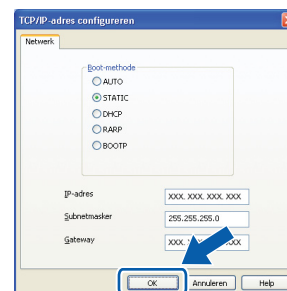 TCP/IP-adres configureren
Netwerk
Boot-methode
AUTO
STATIC
DHCP
RARP
BOOTP
IP-adres XXX. XXX. XXX. XXX
Subnetmasker 255.255.255.0
Gateway XXX.
OK Annuleren Help